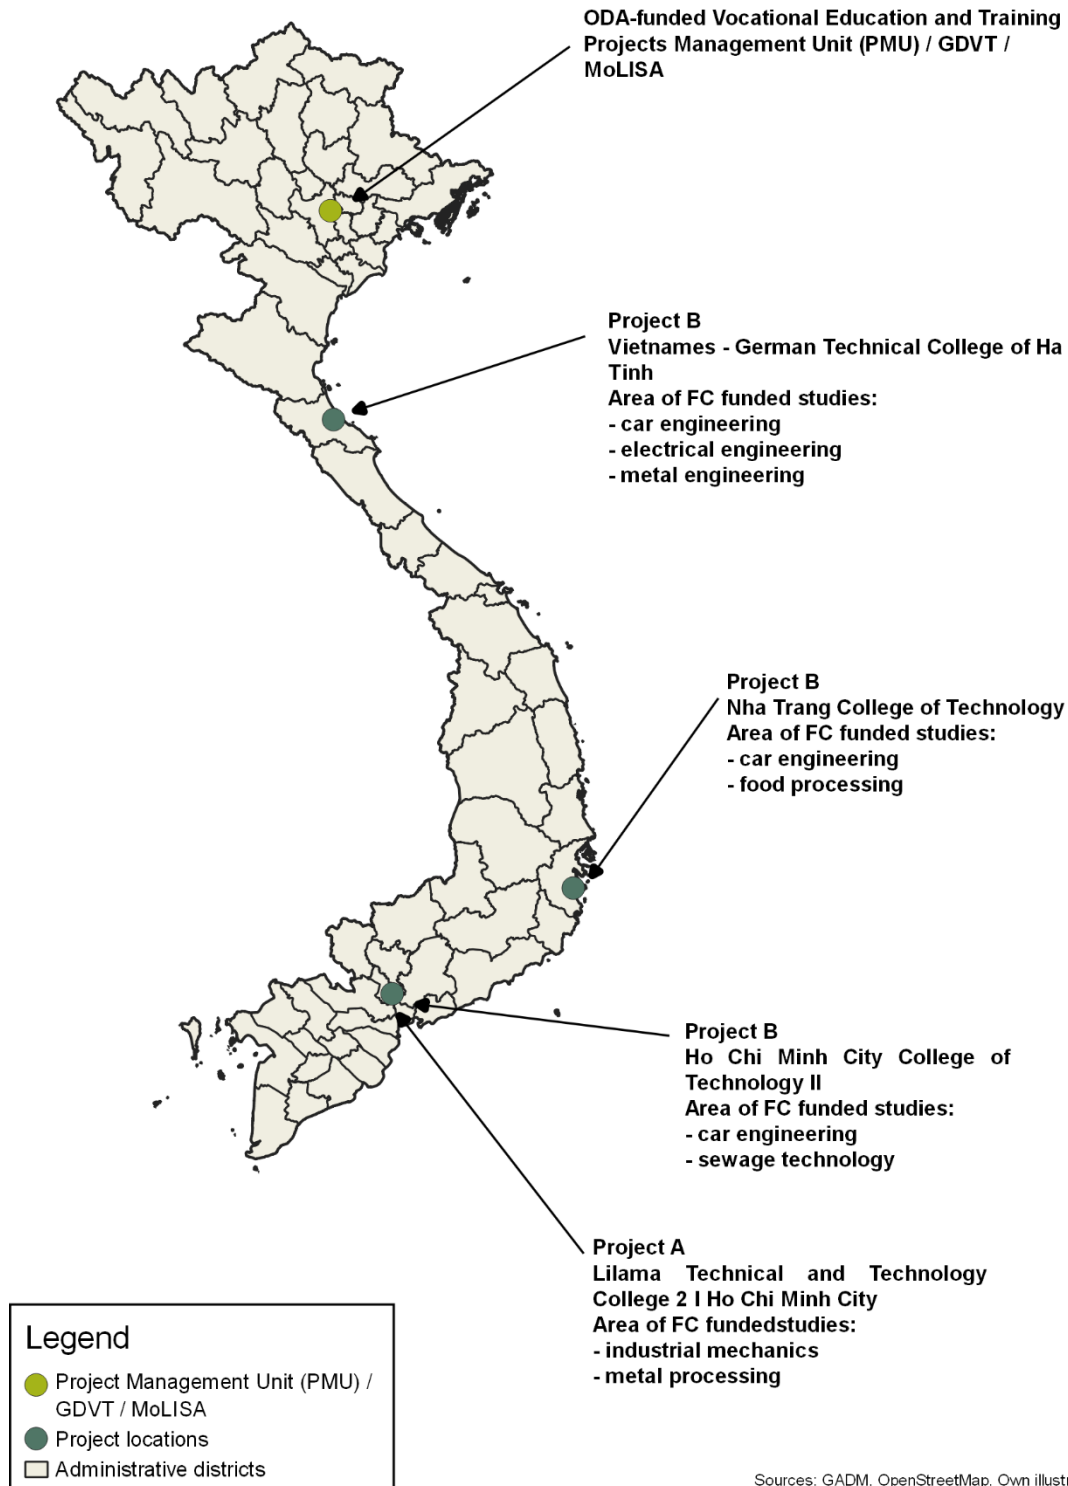 ODA-funded Vocational Education and Training
Projects Management Unit (PMU) / GDVT /
MoLISA
Project B
Vietnames - German Technical College of Ha
Tinh
Area of FC funded studies:
- car engineering
- electrical engineering
- metal engineering
Project B
Nha Trang College of Technology
Area of FC funded studies:
- car engineering
- food processing
Project B
Ho Chi Minh City College of
Technology II
Area of FC funded studies:
- car engineering
- sewage technology
Project A
Lilama Technical and Technology
College 2 I Ho Chi Minh City
Area of FC fundedstudies:
- industrial mechanics
- metal processing
Legend
Project Management Unit (PMU) /
GDVT / MoLISA
Project locations
Administrative districts
Sources: GADM, OpenStreetMap, Own illustr